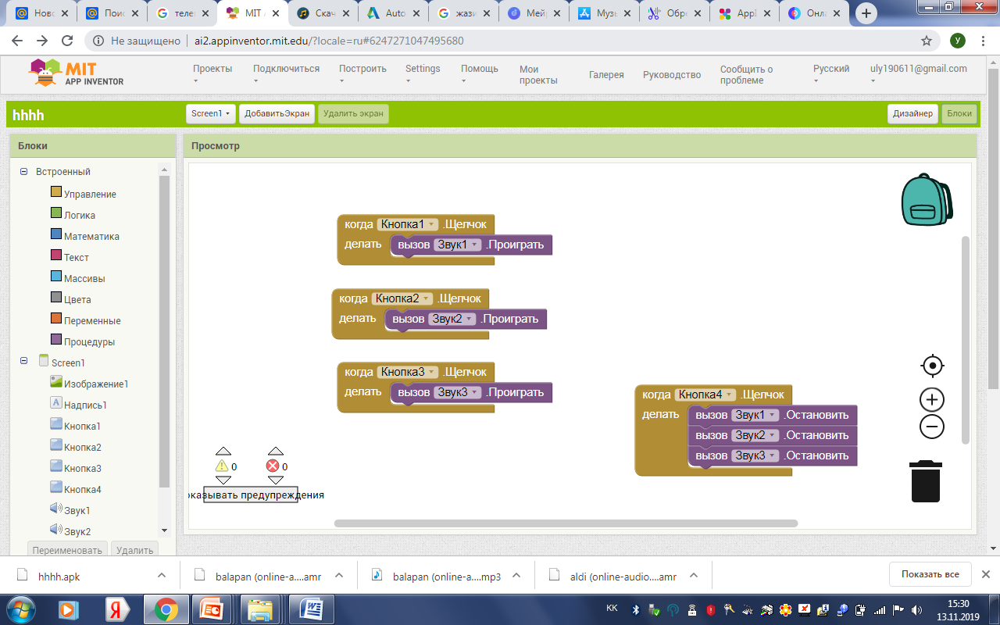 Ново
Поис
теле
MIT A
Скач
Auto
жази
Мейр
Музы
Обре
AppI
Онла
Не защищено
ai2.appinventor.mit.edu/?locale=ru#6247271047495680
У
MIT
APP INVENTOR
Проекты
Подключиться
Построить
Settings
Помощь
Мои проекты
Галерея
Руководство
Сообщить о проблеме
Русский
uly190611@gmail.com
hhhh
Screen1
ДобавитьЭкран
Удалить экран
Дизайнер
Блоки
Блоки
Просмотр
Встроенный
Управление
Логика
Математика
Текст
Массивы
Цвета
Переменные
Процедуры
Screen1
Изображение1
Надпись1
Кнопка1
Кнопка2
Кнопка3
Кнопка4
Звук1
Звук2
Переименовать
Удалить
когда Кнопка1 .Щелчок
делать вызов Звук1 .Проиграть
когда Кнопка2 .Щелчок
делать вызов Звук2 .Проиграть
когда Кнопка3 .Щелчок
делать вызов Звук3 .Проиграть
когда Кнопка4 .Щелчок
делать вызов Звук1 .Остановить
вызов Звук2 .Остановить
вызов Звук3 .Остановить
0
0
оказывать предупреждения
hhhh.apk
balapan (online-a....amr
balapan (online-a....mp3
aldi (online-audio....amr
Показать все
KK
15:30
13.11.2019